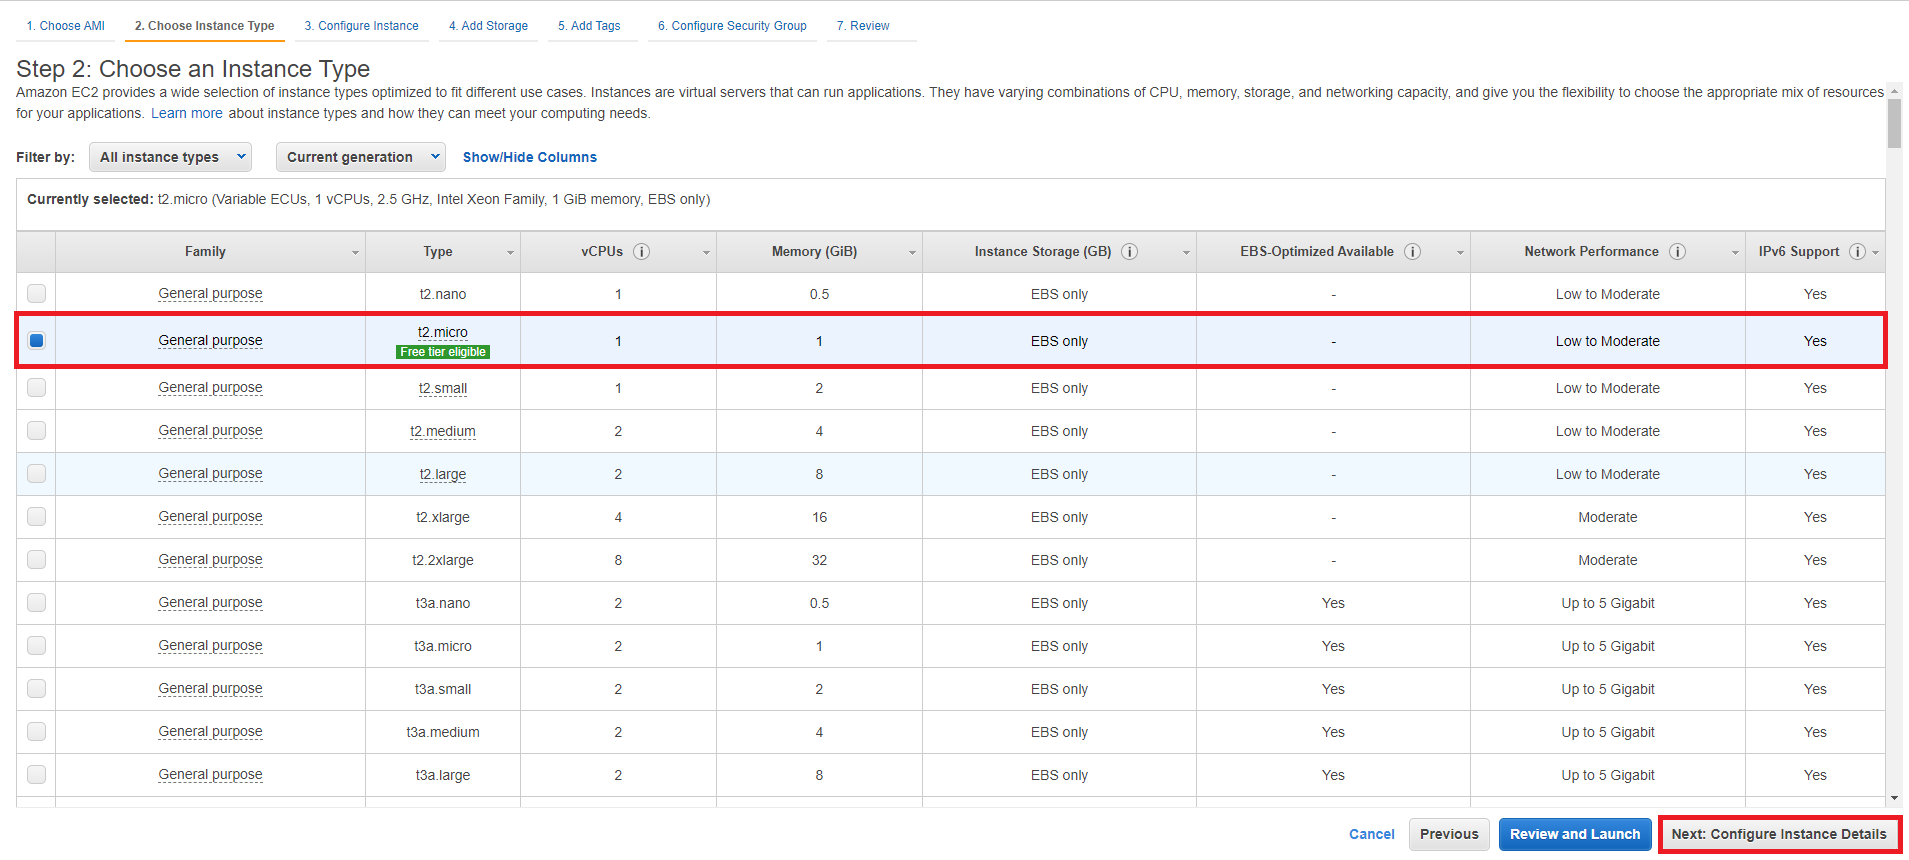 1. Choose AMI 2. Choose Instance Type 3. Configure Instance 4. Add Storage 5. Add Tags 6. Configure Security Group 7. Review
Step 2: Choose an Instance Type
Amazon EC2 provides a wide selection of instance types optimized to fit different use cases. Instances are virtual servers that can run applications. They have varying combinations of CPU, memory, storage, and networking capacity, and give you the flexibility to choose the appropriate mix of resources
for your applications. Learn more about instance types and how they can meet your computing needs.
Filter by: All instance types Current generation Show/Hide Columns
Currently selected: t2.micro (Variable ECUs, 1 vCPUs, 2.5 GHz, Intel Xeon Family, 1 GiB memory, EBS only)
Family Type vCPUs i Memory (GiB) Instance Storage (GB) i EBS-Optimized Available i Network Performance i IPv6 Support i
General purpose t2.nano 1 0.5 EBS only - Low to Moderate Yes
General purpose t2.micro 1 1 EBS only - Low to Moderate Yes
Free tier eligible
General purpose t2.small 1 2 EBS only - Low to Moderate Yes
General purpose t2.medium 2 4 EBS only - Low to Moderate Yes
General purpose t2.large 2 8 EBS only - Low to Moderate Yes
General purpose t2.xlarge 4 16 EBS only - Moderate Yes
General purpose t2.2xlarge 8 32 EBS only - Moderate Yes
General purpose t3a.nano 2 0.5 EBS only Yes Up to 5 Gigabit Yes
General purpose t3a.micro 2 1 EBS only Yes Up to 5 Gigabit Yes
General purpose t3a.small 2 2 EBS only Yes Up to 5 Gigabit Yes
General purpose t3a.medium 2 4 EBS only Yes Up to 5 Gigabit Yes
General purpose t3a.large 2 8 EBS only Yes Up to 5 Gigabit Yes
Cancel Previous Review and Launch Next: Configure Instance Details